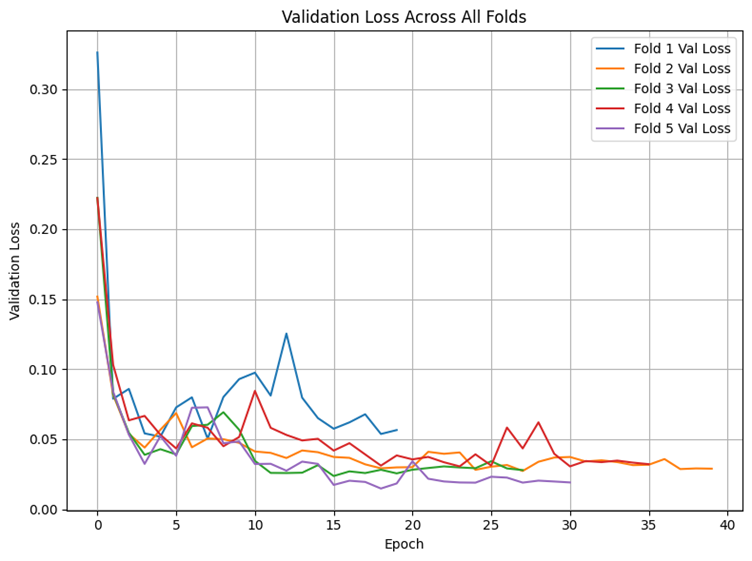 Validation Loss Across All Folds
Fold 1 Val Loss
Fold 2 Val Loss
Fold 3 Val Loss
Fold 4 Val Loss
Fold 5 Val Loss
Validation Loss
0.30
0.25
0.20
0.15
0.10
0.05
0.00
0 5 10 15 20 25 30 35 40
Epoch